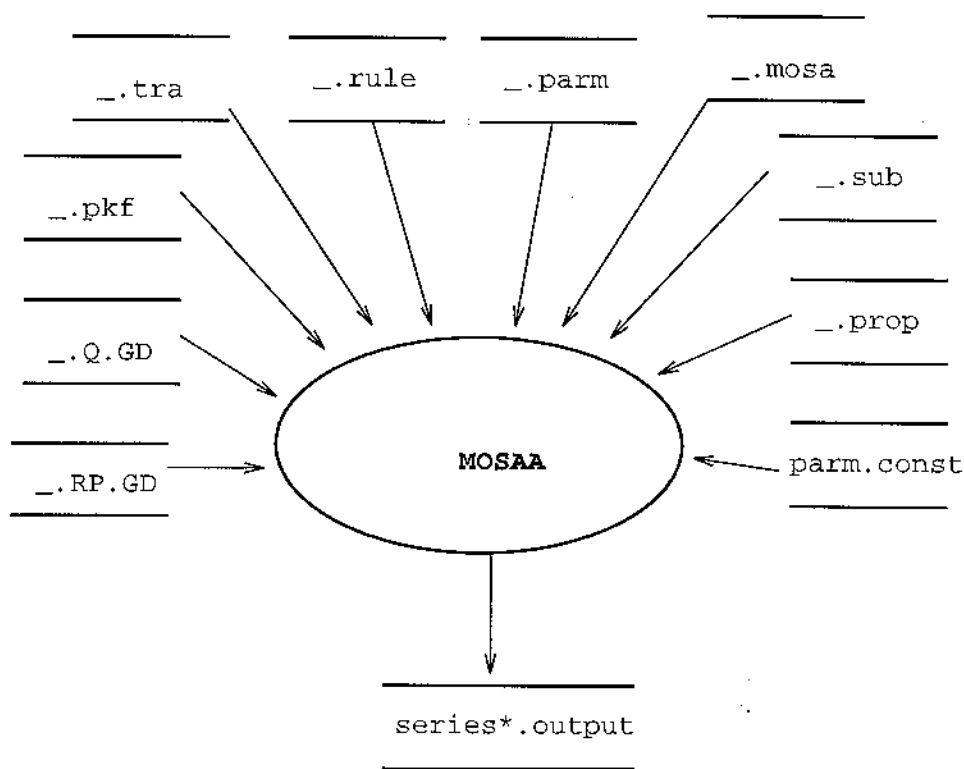 _.mosa
_.tra
_.rule
_.parm
_.sub
_.pkf
_.prop
_.Q.GD
MOSAA
parm.const
_.RP.GD
series*.output